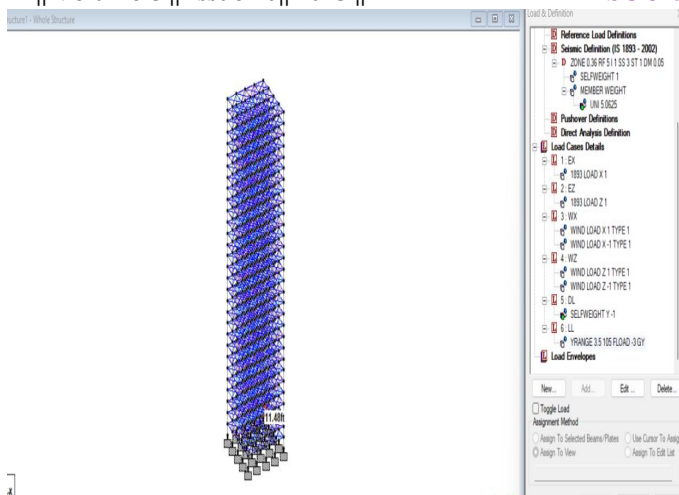 ructure1 - Whole Structure
Load & Definition
Reference Load Definitions
Seismic Definition (IS 1893 - 2002)
ZONE 0.36 RF 5 I 1 SS 3 ST 1 DM 0.05
SELFWEIGHT 1
MEMBER WEIGHT
UNI 5.0625
Pushover Definitions
Direct Analysis Definition
Load Cases Details
1 : EX
1893 LOAD X 1
2 : EZ
1893 LOAD Z 1
3 : WX
WIND LOAD X 1 TYPE 1
WIND LOAD X -1 TYPE 1
4 : WZ
WIND LOAD Z 1 TYPE 1
WIND LOAD Z -1 TYPE 1
5 : DL
SELFWEIGHT Y -1
6 : LL
YRANGE 3.5 105 FLOAD -3 GY
Load Envelopes
11.48ft
New... Add... Edit ... Delete...
Toggle Load
Assignment Method
Assign To Selected Beams/Plates Use Cursor To Assig
Assign To View Assign To Edit List